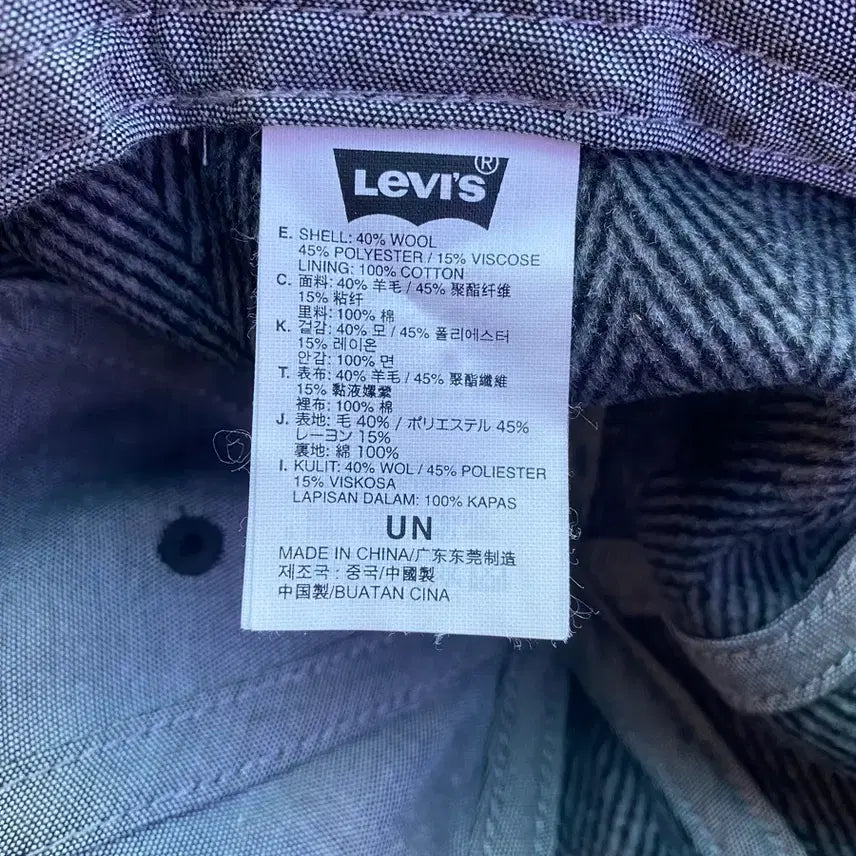 LEVI'S®
E. SHELL: 40% WOOL
45% POLYESTER / 15% VISCOSE
LINING: 100% COTTON
C. 面料: 40% 羊毛 / 45% 聚酯纤维
15% 粘纤
里料: 100% 棉
K. 겉감: 40% 모 / 45% 폴리에스터
15% 레이온
안감: 100% 면
T. 表布: 40% 羊毛 / 45% 聚酯纖維
15% 黏液嫘縈
裡布: 100% 棉
J. 表地: 毛 40% / ポリエステル 45%
レーヨン 15%
裏地: 綿 100%
I. KULIT: 40% WOL / 45% POLIESTER
15% VISKOSA
LAPISAN DALAM: 100% KAPAS
UN
MADE IN CHINA/广东东莞制造
제조국 : 중국/中國製
中国製/BUATAN CINA